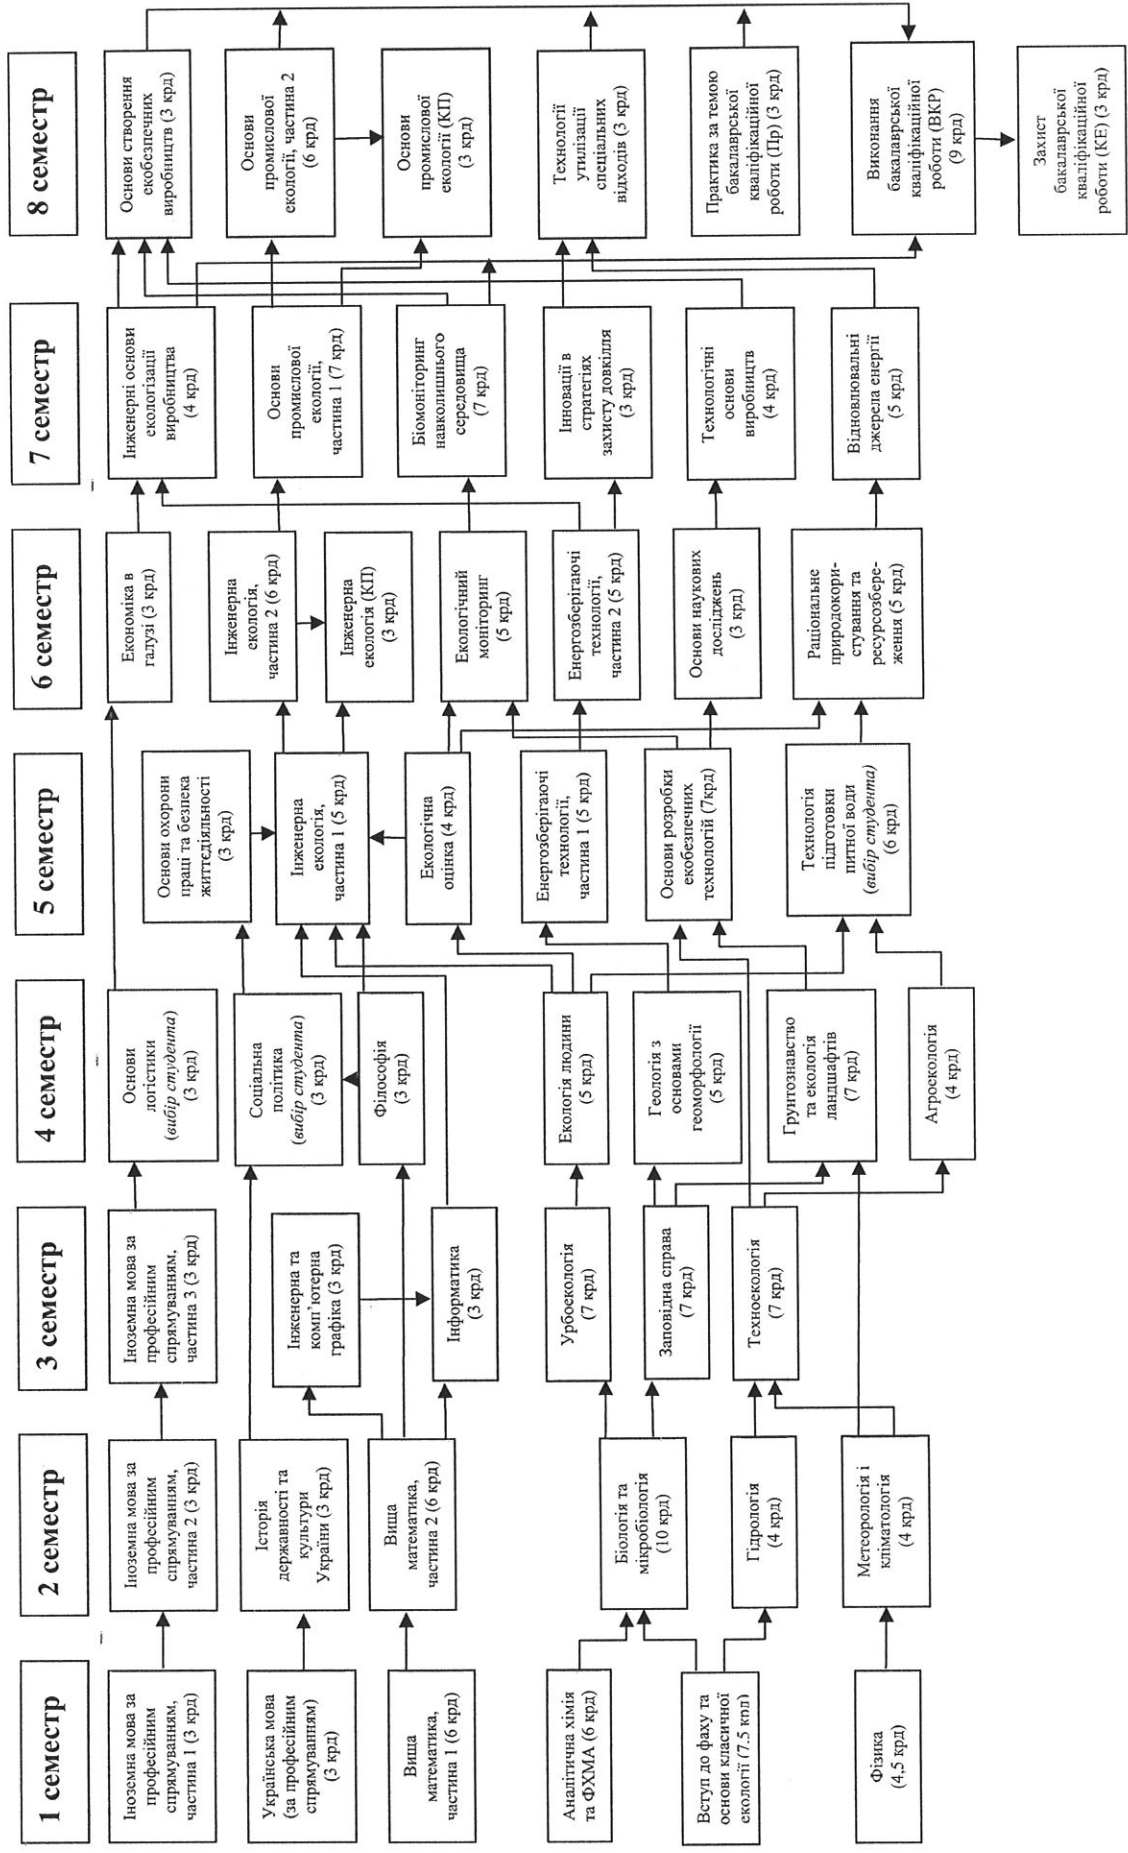 1 семестр
Іноземна мова за
професійним
спрямуванням,
частина 1 (3 крд)
Українська мова
(за професійним
спрямуванням)
(3 крд)
Вища
математика,
частина 1 (6 крд)
Аналітична хімія
та ФХМА (6 крд)
Вступ до фаху та
основи класичної
екології (7,5 крд)
Фізика
(4,5 крд)
2 семестр
Іноземна мова за
професійним
спрямуванням,
частина 2 (3 крд)
Історія
державності та
культури
України (3 крд)
Вища
математика,
частина 2 (6 крд)
Біологія та
мікробіологія
(10 крд)
Гідрологія
(4 крд)
Метеорологія і
кліматологія
(4 крд)
3 семестр
Іноземна мова за
професійним
спрямуванням,
частина 3 (3 крд)
Інженерна та
комп'ютерна
графіка (3 крд)
Інформатика
(3 крд)
Урбоекологія
(7 крд)
Заповідна справа
(7 крд)
Техноекологія
(7 крд)
4 семестр
Основи
логістики
(вибір студента)
(3 крд)
Соціальна
політика
(вибір студента)
(3 крд)
Філософія
(3 крд)
Екологія людини
(5 крд)
Геологія з
основами
геоморфології
(5 крд)
Ґрунтознавство
та екологія
ландшафтів
(7 крд)
Агроекологія
(4 крд)
5 семестр
Основи охорони
праці та безпека
життєдіяльності
(3 крд)
Інженерна
екологія,
частина 1 (5 крд)
Екологічна
оцінка (4 крд)
Енергозберігаючі
технології,
частина 1 (5 крд)
Основи розробки
екобезпечних
технологій (7крд)
Технологія
підготовки
питної води
(вибір студента)
(6 крд)
6 семестр
Економіка в
галузі (3 крд)
Інженерна
екологія,
частина 2 (6 крд)
Інженерна
екологія (КП)
(3 крд)
Екологічний
моніторинг
(5 крд)
Енергозберігаючі
технології,
частина 2 (5 крд)
Основи наукових
досліджень
(3 крд)
Раціональне
природокори-
стування та
ресурсозбере-
ження (5 крд)
7 семестр
Інженерні основи
екологізації
виробництва
(4 крд)
Основи
промислової
екології,
частина 1 (7 крд)
Біомоніторинг
навколишнього
середовища
(7 крд)
Інновації в
стратегіях
захисту довкілля
(3 крд)
Технологічні
основи
виробництв
(4 крд)
Відновлювальні
джерела енергії
(5 крд)
8 семестр
Основи створення
екобезпечних
виробництв (3 крд)
Основи
промислової
екології, частина 2
(6 крд)
Основи
промислової
екології (КП)
(3 крд)
Технології
утилізації
спеціальних
відходів (3 крд)
Практика за темою
бакалаврської
кваліфікаційної
роботи (Пр) (3 крд)
Виконання
бакалаврської
кваліфікаційної
роботи (ВКР)
(9 крд)
Захист
бакалаврської
кваліфікаційної
роботи (КЕ) (3 крд)